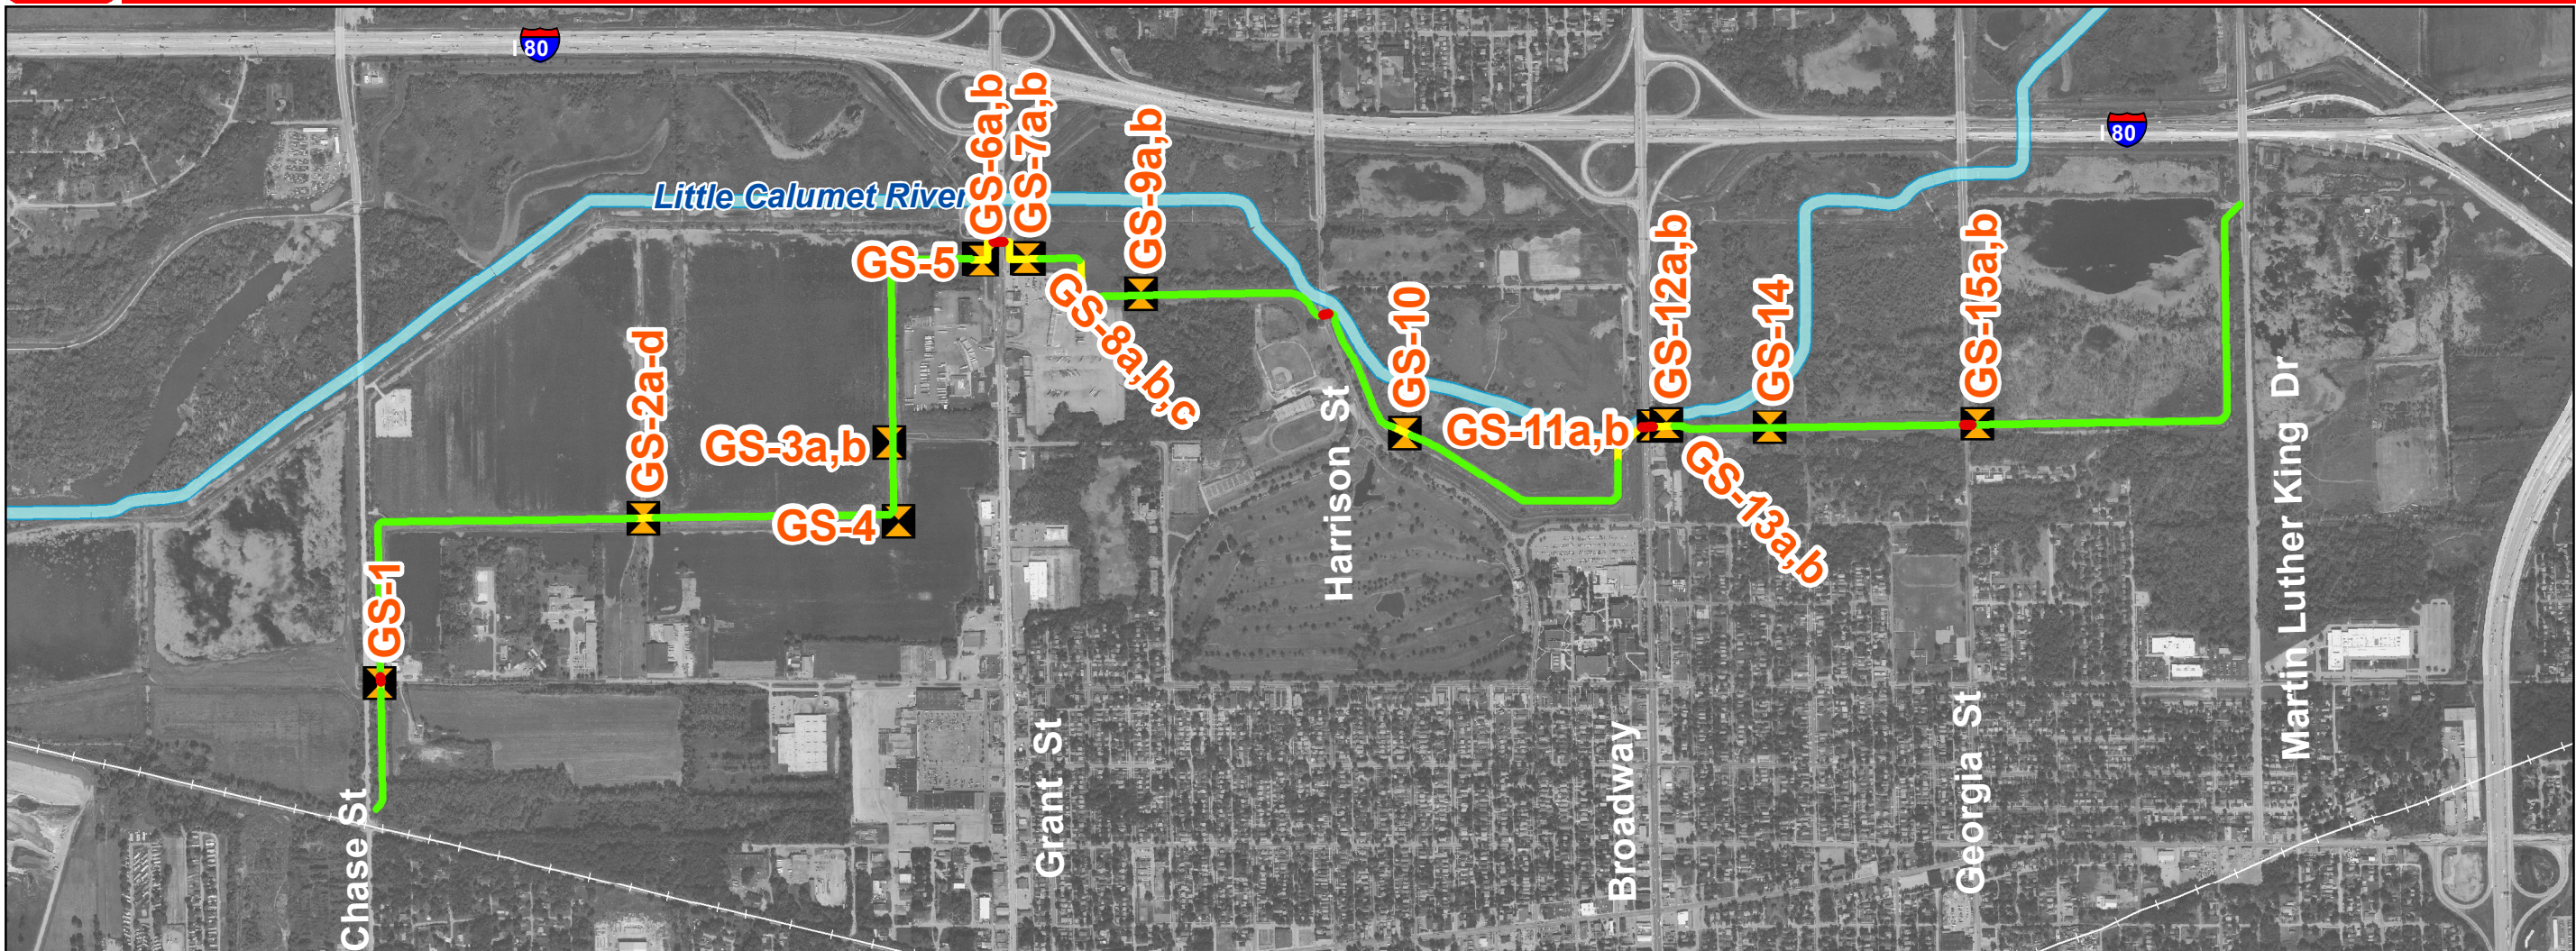 I 80
I 80
Little Calumet River
GS-6a,b
GS-7a,b
GS-9a,b
GS-5
GS-8a,b,c
GS-2a-d
GS-3a,b
GS-4
GS-1
GS-10
GS-11a,b
GS-12a,b
GS-13a,b
GS-14
GS-15a,b
Chase St
Grant St
Harrison St
Broadway
Georgia St
Martin Luther King Dr